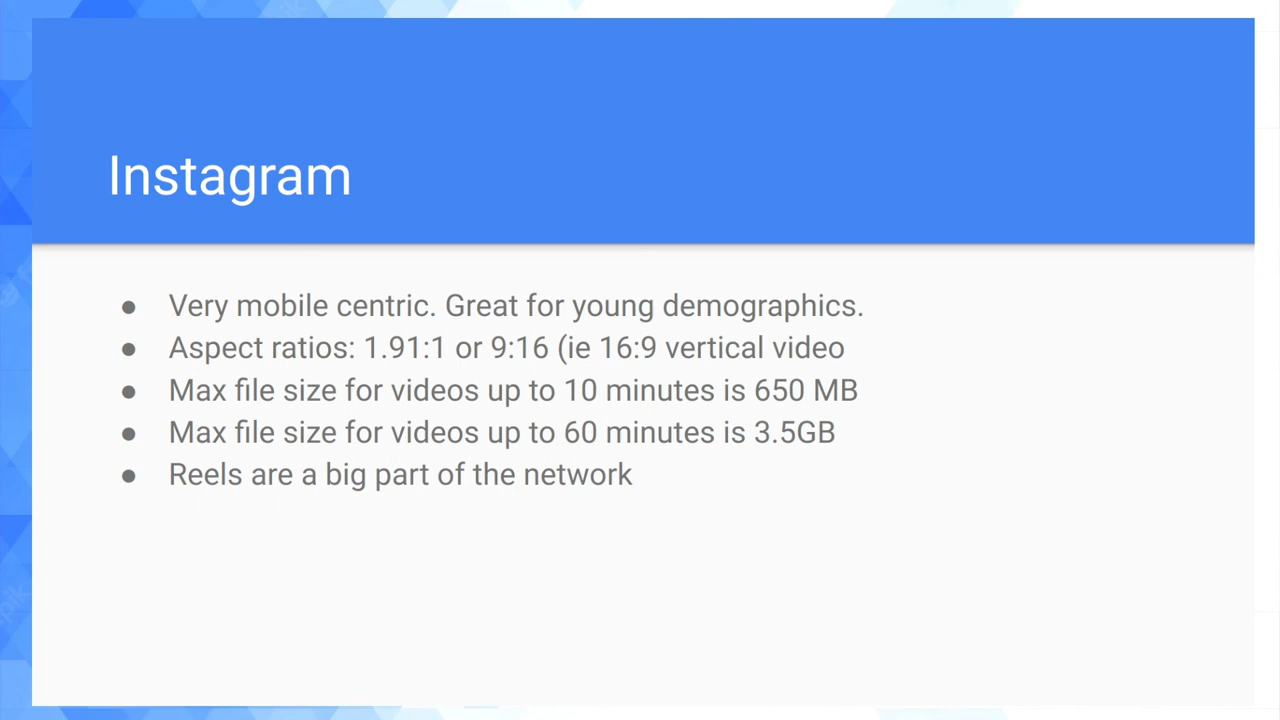 Instagram
● Very mobile centric. Great for young demographics.
● Aspect ratios: 1.91:1 or 9:16 (ie 16:9 vertical video
● Max file size for videos up to 10 minutes is 650 MB
● Max file size for videos up to 60 minutes is 3.5GB
● Reels are a big part of the network